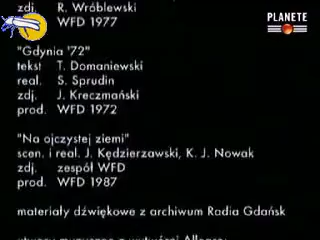 zdj. R. Wróblewski
WFD 1977
PLANETE
"Gdynia '72"
tekst T. Domaniewski
real. S. Sprudin
zdj. J. Kreczmański
prod. WFD 1972
"Na ojczystej ziemi"
scen. i real. J. Kędzierzawski, K. J. Nowak
zdj. zespół WFD
prod. WFD 1987
materiały dźwiękowe z archiwum Radia Gdańsk